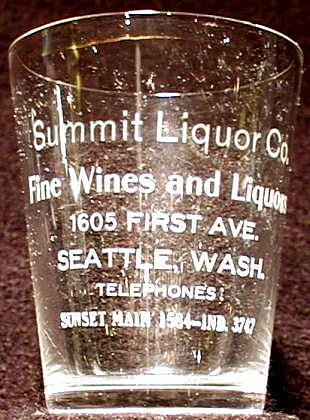 Summit Liquor Co.
Fine Wines and Liquors
1605 FIRST AVE.
SEATTLE, WASH.
TELEPHONES:
SUNSET MAIN 1564-IND. 3747